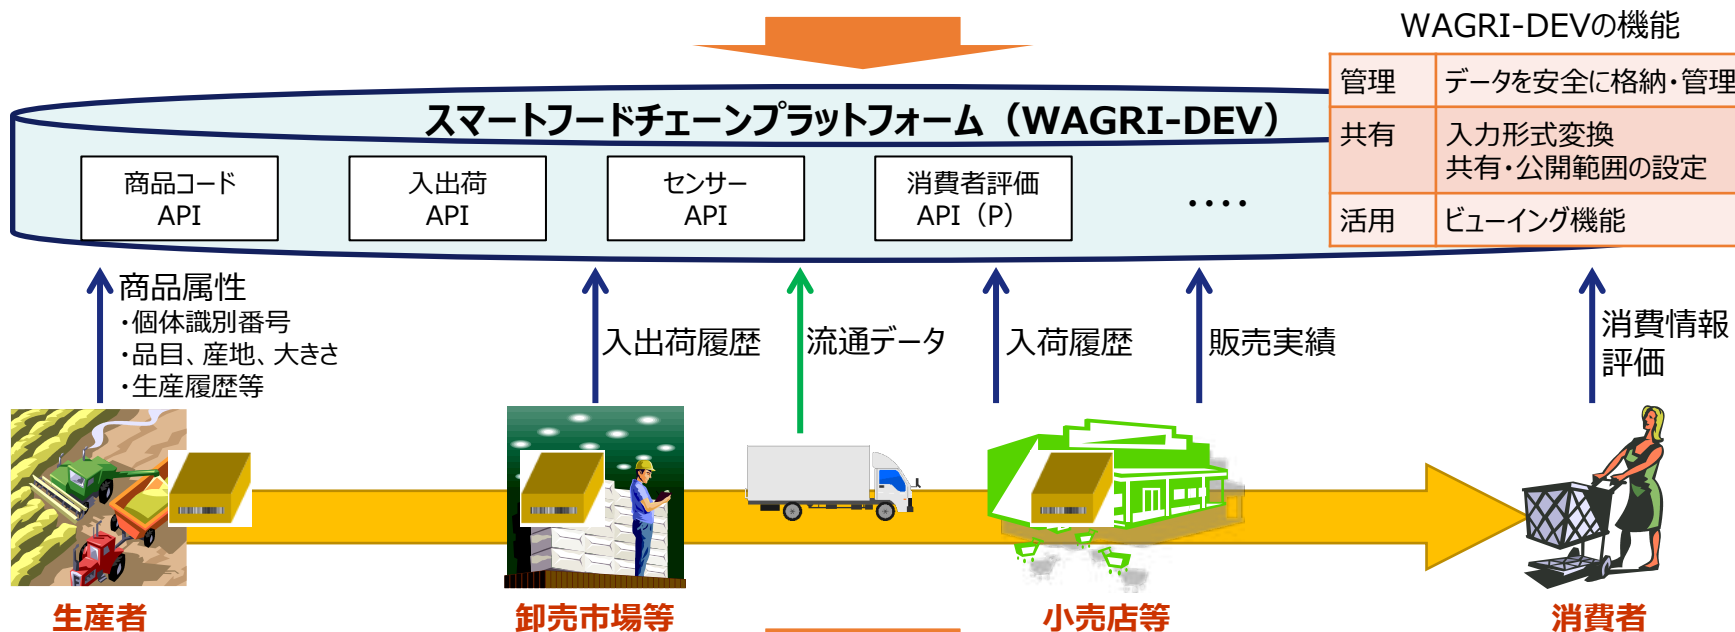 WAGRI-DEVの機能
管理 データを安全に格納・管理
共有 入力形式変換
共有・公開範囲の設定
活用 ビューイング機能
スマートフードチェーンプラットフォーム（WAGRI-DEV）
商品コード
API
入出荷
API
センサー
API
消費者評価
API（P）
････
商品属性
・個体識別番号
・品目、産地、大きさ
・生産履歴等
入出荷履歴
流通データ
入荷履歴
販売実績
消費情報
評価
生産者
卸売市場等
小売店等
消費者